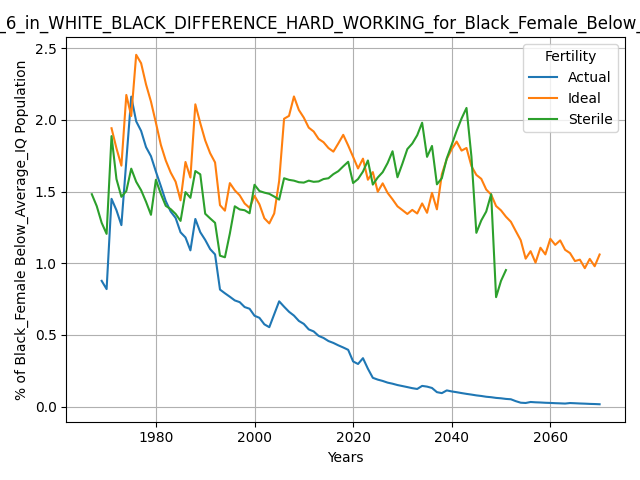 _6_in_WHITE_BLACK_DIFFERENCE_HARD_WORKING_for_Black_Female_Below_
% of Black_Female Below_Average_IQ Population
2.5
2.0
1.5
1.0
0.5
0.0
Fertility
Actual
Ideal
Sterile
1980
2000
2020
2040
2060
Years